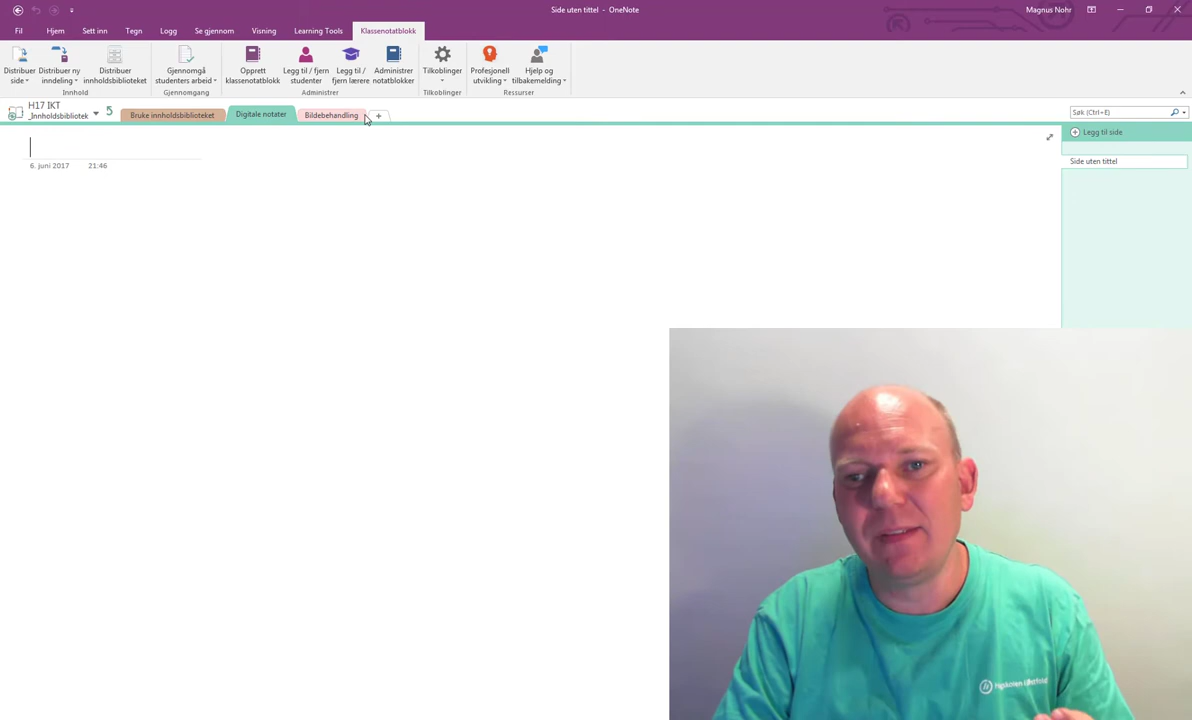 Side uten tittel - OneNote
Magnus Nohr
Fil Hjem Sett inn Tegn Logg Se gjennom Visning Learning Tools Klassenotatblokk
Distribuer side
Distribuer ny inndeling
Distribuer innholdsbiblioteket
Gjennomgå studenters arbeid
Opprett klassenotatblokk
Legg til / fjern studenter
Legg til / fjern lærere
Administrer notatblokker
Tilkoblinger
Profesjonell utvikling
Hjelp og tilbakemelding
Innhold
Gjennomgang
Administrer
Tilkoblinger
Ressurser
H17 IKT
_Innholdsbibliotek
Bruke innholdsbiblioteket
Digitale notater
Bildebehandling
Søk (Ctrl+E)
Legg til side
Side uten tittel
6. juni 2017 21:46